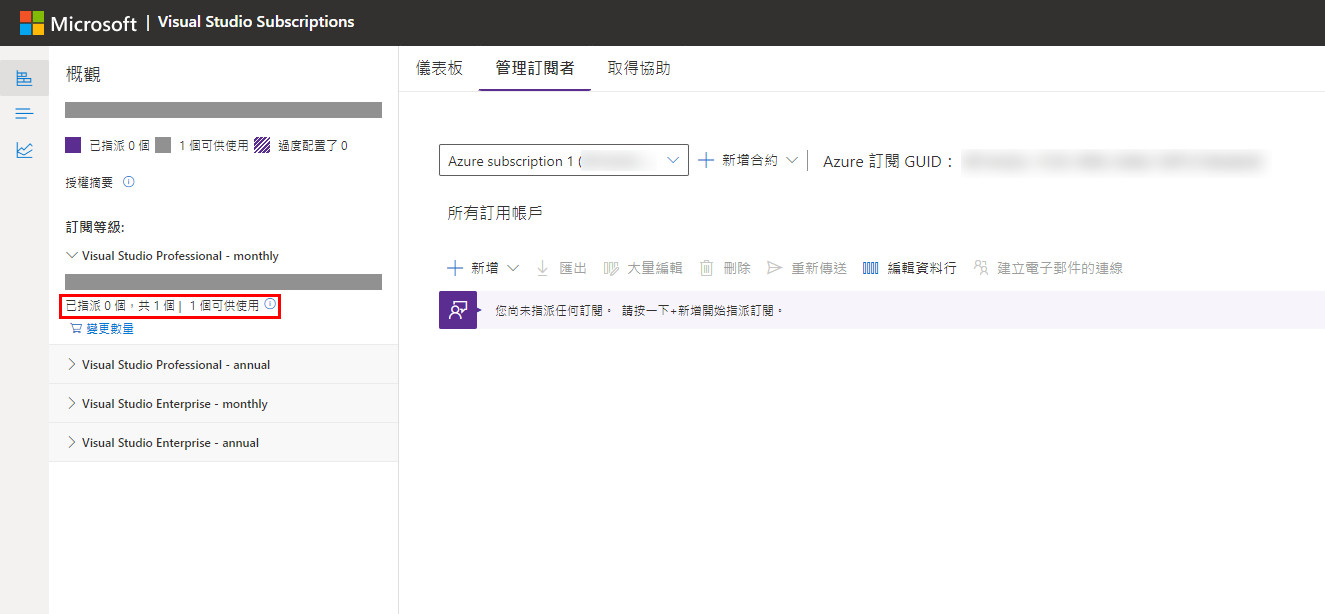 Microsoft | Visual Studio Subscriptions
概觀
已指派 0 個 1 個可供使用 過度配置了 0
授權摘要
訂閱等級:
Visual Studio Professional - monthly
已指派 0 個，共 1 個 | 1 個可供使用
變更數量
Visual Studio Professional - annual
Visual Studio Enterprise - monthly
Visual Studio Enterprise - annual
儀表板 管理訂閱者 取得協助
Azure subscription 1 ( 新增合約 Azure 訂閱 GUID：
所有訂用帳戶
新增 匯出 大量編輯 刪除 重新傳送 編輯資料行 建立電子郵件的連線
您尚未指派任何訂閱。 請按一下+新增開始指派訂閱。